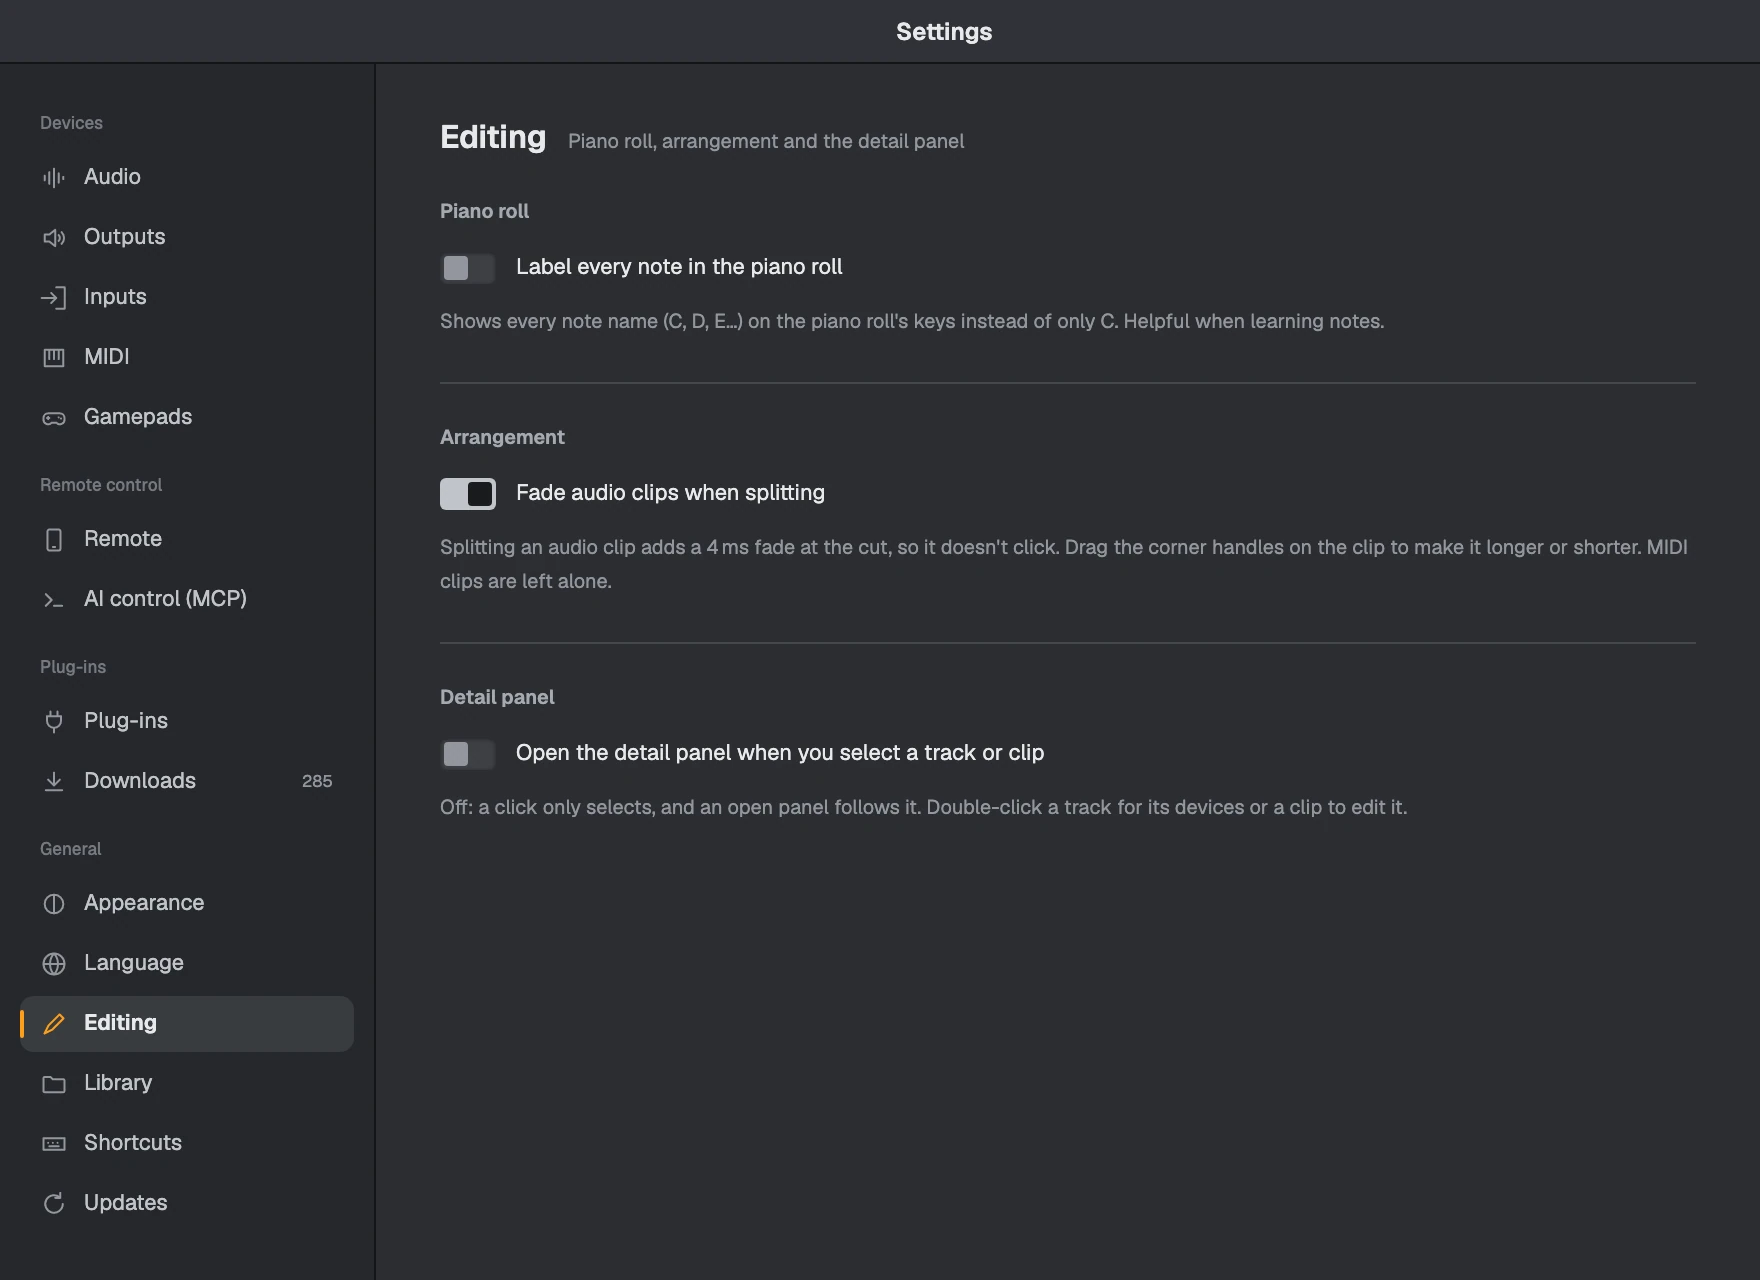 Settings
Devices
Audio
Outputs
Inputs
MIDI
Gamepads
Remote control
Remote
AI control (MCP)
Plug-ins
Plug-ins
Downloads 285
General
Appearance
Language
Editing
Library
Shortcuts
Updates
Editing Piano roll, arrangement and the detail panel
Piano roll
Label every note in the piano roll
Shows every note name (C, D, E…) on the piano roll's keys instead of only C. Helpful when learning notes.
Arrangement
Fade audio clips when splitting
Splitting an audio clip adds a 4 ms fade at the cut, so it doesn't click. Drag the corner handles on the clip to make it longer or shorter. MIDI
clips are left alone.
Detail panel
Open the detail panel when you select a track or clip
Off: a click only selects, and an open panel follows it. Double-click a track for its devices or a clip to edit it.